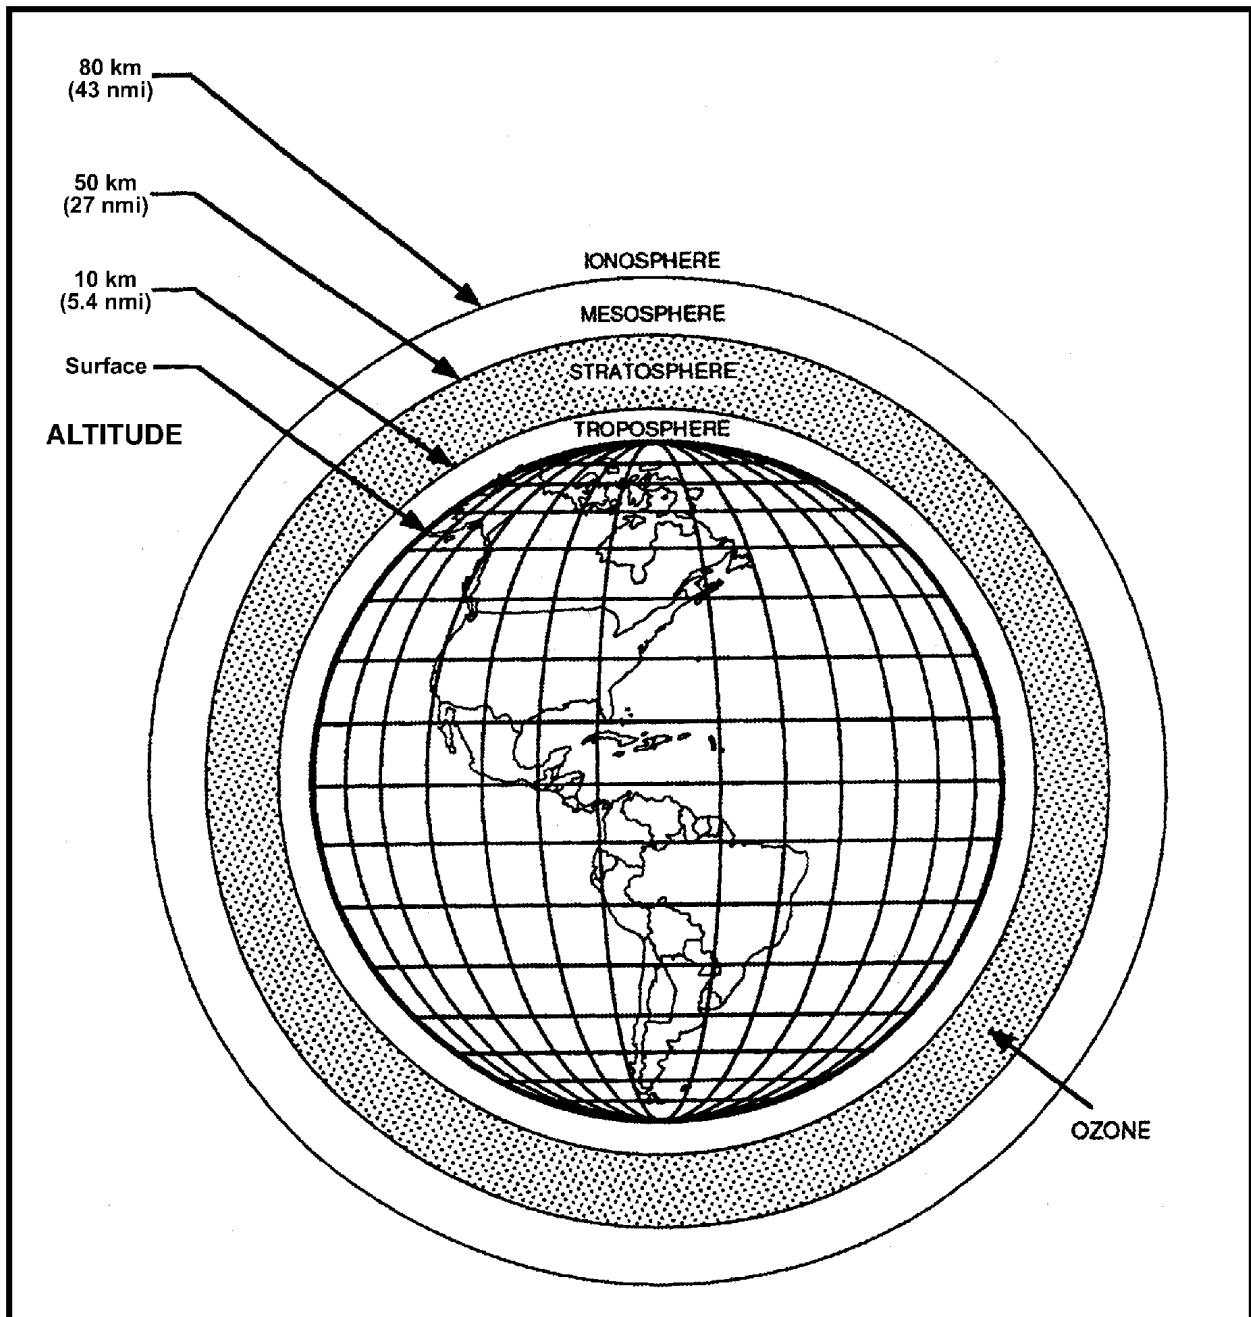 80 km
(43 nmi)
50 km
(27 nmi)
10 km
(5.4 nmi)
Surface
ALTITUDE
IONOSPHERE
MESOSPHERE
STRATOSPHERE
TROPOSPHERE
OZONE